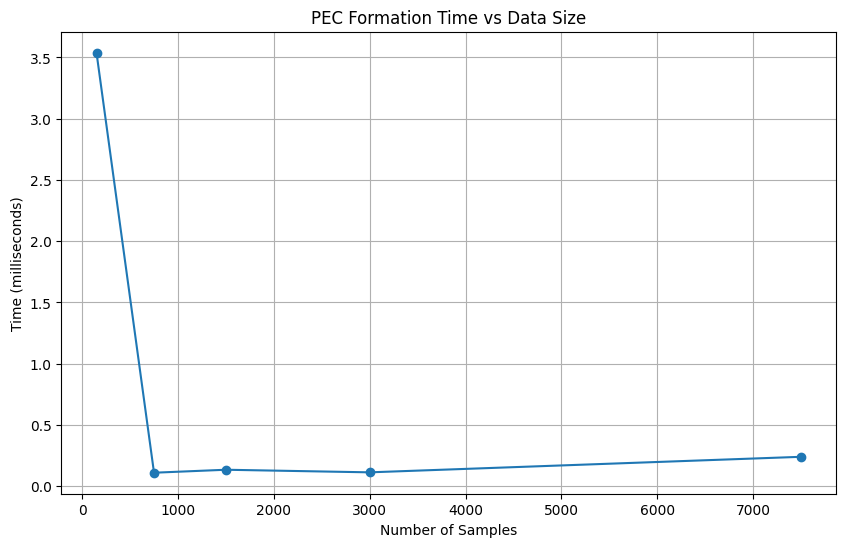 PEC Formation Time vs Data Size
3.5
3.0
2.5
2.0
1.5
1.0
0.5
0.0
Time (milliseconds)
0 1000 2000 3000 4000 5000 6000 7000
Number of Samples